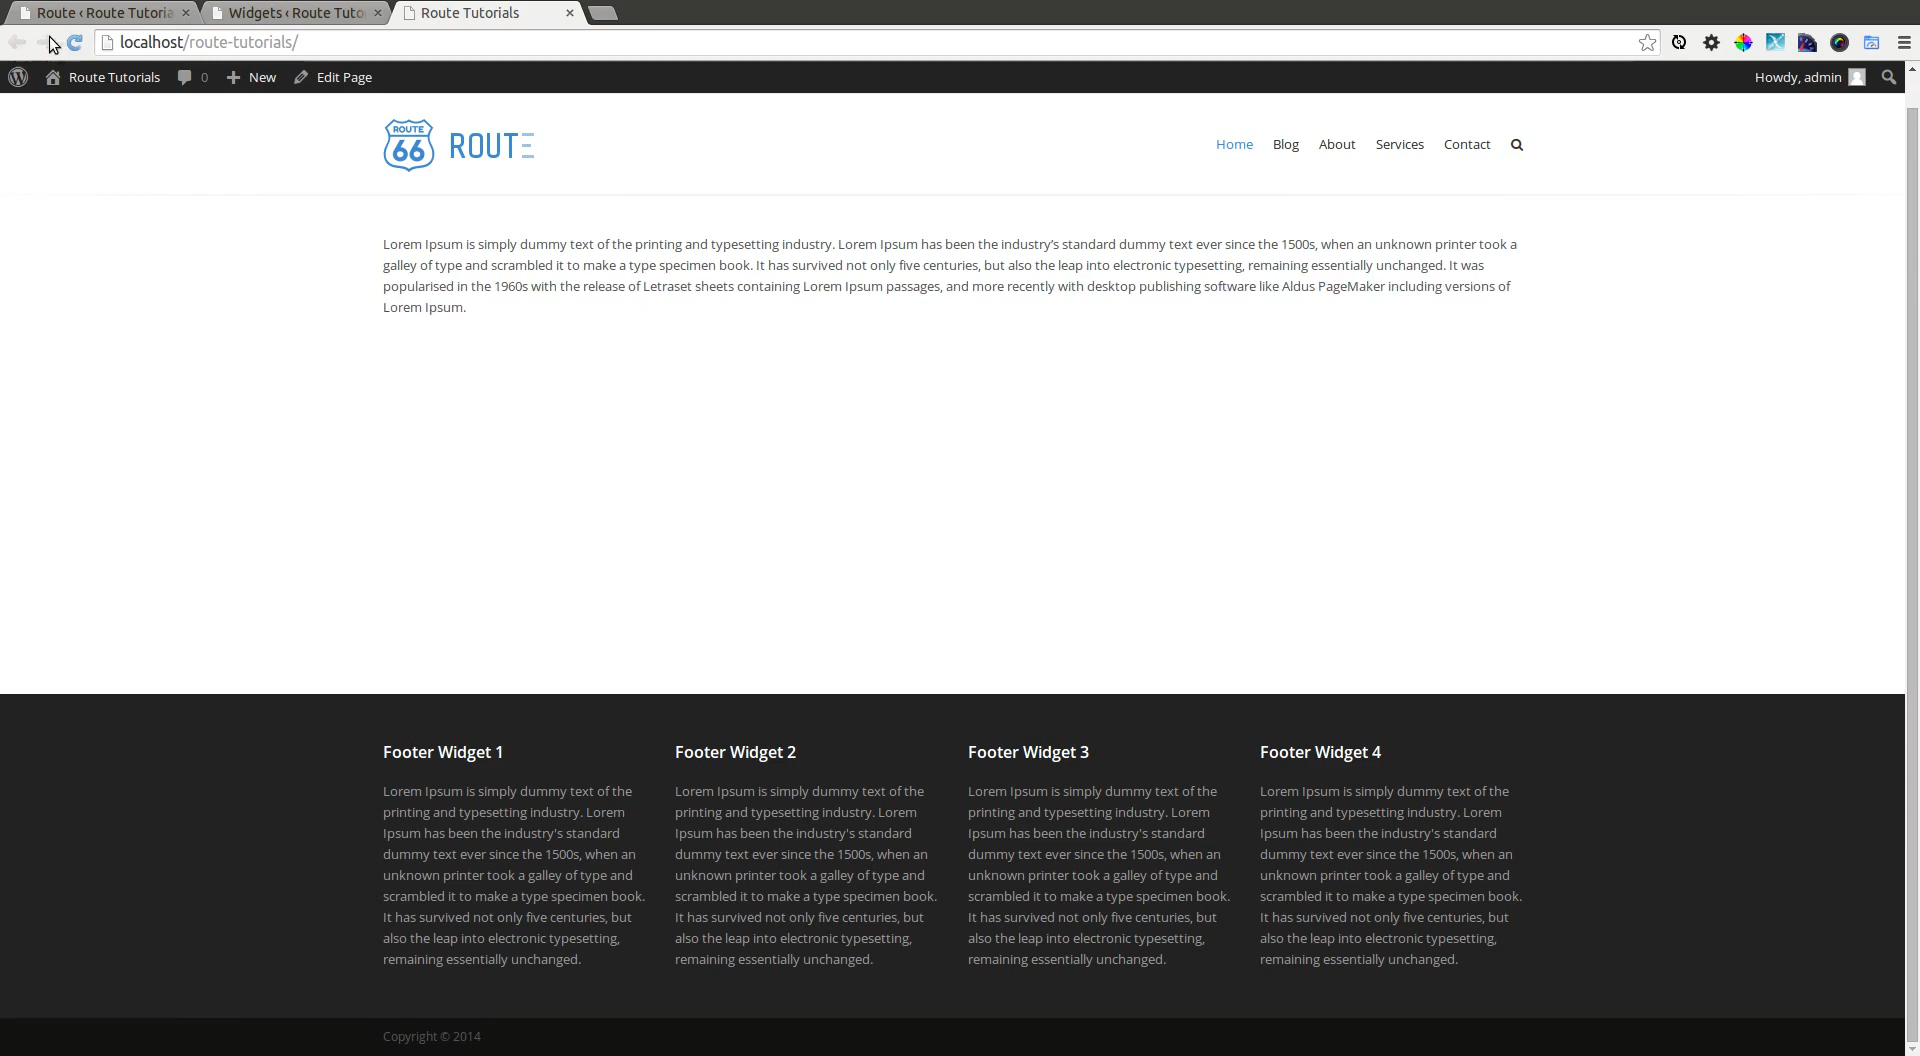 Route ‹ Route Tutoria
Widgets ‹ Route Tuto
Route Tutorials
localhost/route-tutorials/
Route Tutorials
0
New
Edit Page
Howdy, admin
ROUTE
66
ROUTE
Home
Blog
About
Services
Contact
Lorem Ipsum is simply dummy text of the printing and typesetting industry. Lorem Ipsum has been the industry’s standard dummy text ever since the 1500s, when an unknown printer took a
galley of type and scrambled it to make a type specimen book. It has survived not only five centuries, but also the leap into electronic typesetting, remaining essentially unchanged. It was
popularised in the 1960s with the release of Letraset sheets containing Lorem Ipsum passages, and more recently with desktop publishing software like Aldus PageMaker including versions of
Lorem Ipsum.
Footer Widget 1
Lorem Ipsum is simply dummy text of the
printing and typesetting industry. Lorem
Ipsum has been the industry's standard
dummy text ever since the 1500s, when an
unknown printer took a galley of type and
scrambled it to make a type specimen book.
It has survived not only five centuries, but
also the leap into electronic typesetting,
remaining essentially unchanged.
Footer Widget 2
Lorem Ipsum is simply dummy text of the
printing and typesetting industry. Lorem
Ipsum has been the industry's standard
dummy text ever since the 1500s, when an
unknown printer took a galley of type and
scrambled it to make a type specimen book.
It has survived not only five centuries, but
also the leap into electronic typesetting,
remaining essentially unchanged.
Footer Widget 3
Lorem Ipsum is simply dummy text of the
printing and typesetting industry. Lorem
Ipsum has been the industry's standard
dummy text ever since the 1500s, when an
unknown printer took a galley of type and
scrambled it to make a type specimen book.
It has survived not only five centuries, but
also the leap into electronic typesetting,
remaining essentially unchanged.
Footer Widget 4
Lorem Ipsum is simply dummy text of the
printing and typesetting industry. Lorem
Ipsum has been the industry's standard
dummy text ever since the 1500s, when an
unknown printer took a galley of type and
scrambled it to make a type specimen book.
It has survived not only five centuries, but
also the leap into electronic typesetting,
remaining essentially unchanged.
Copyright © 2014